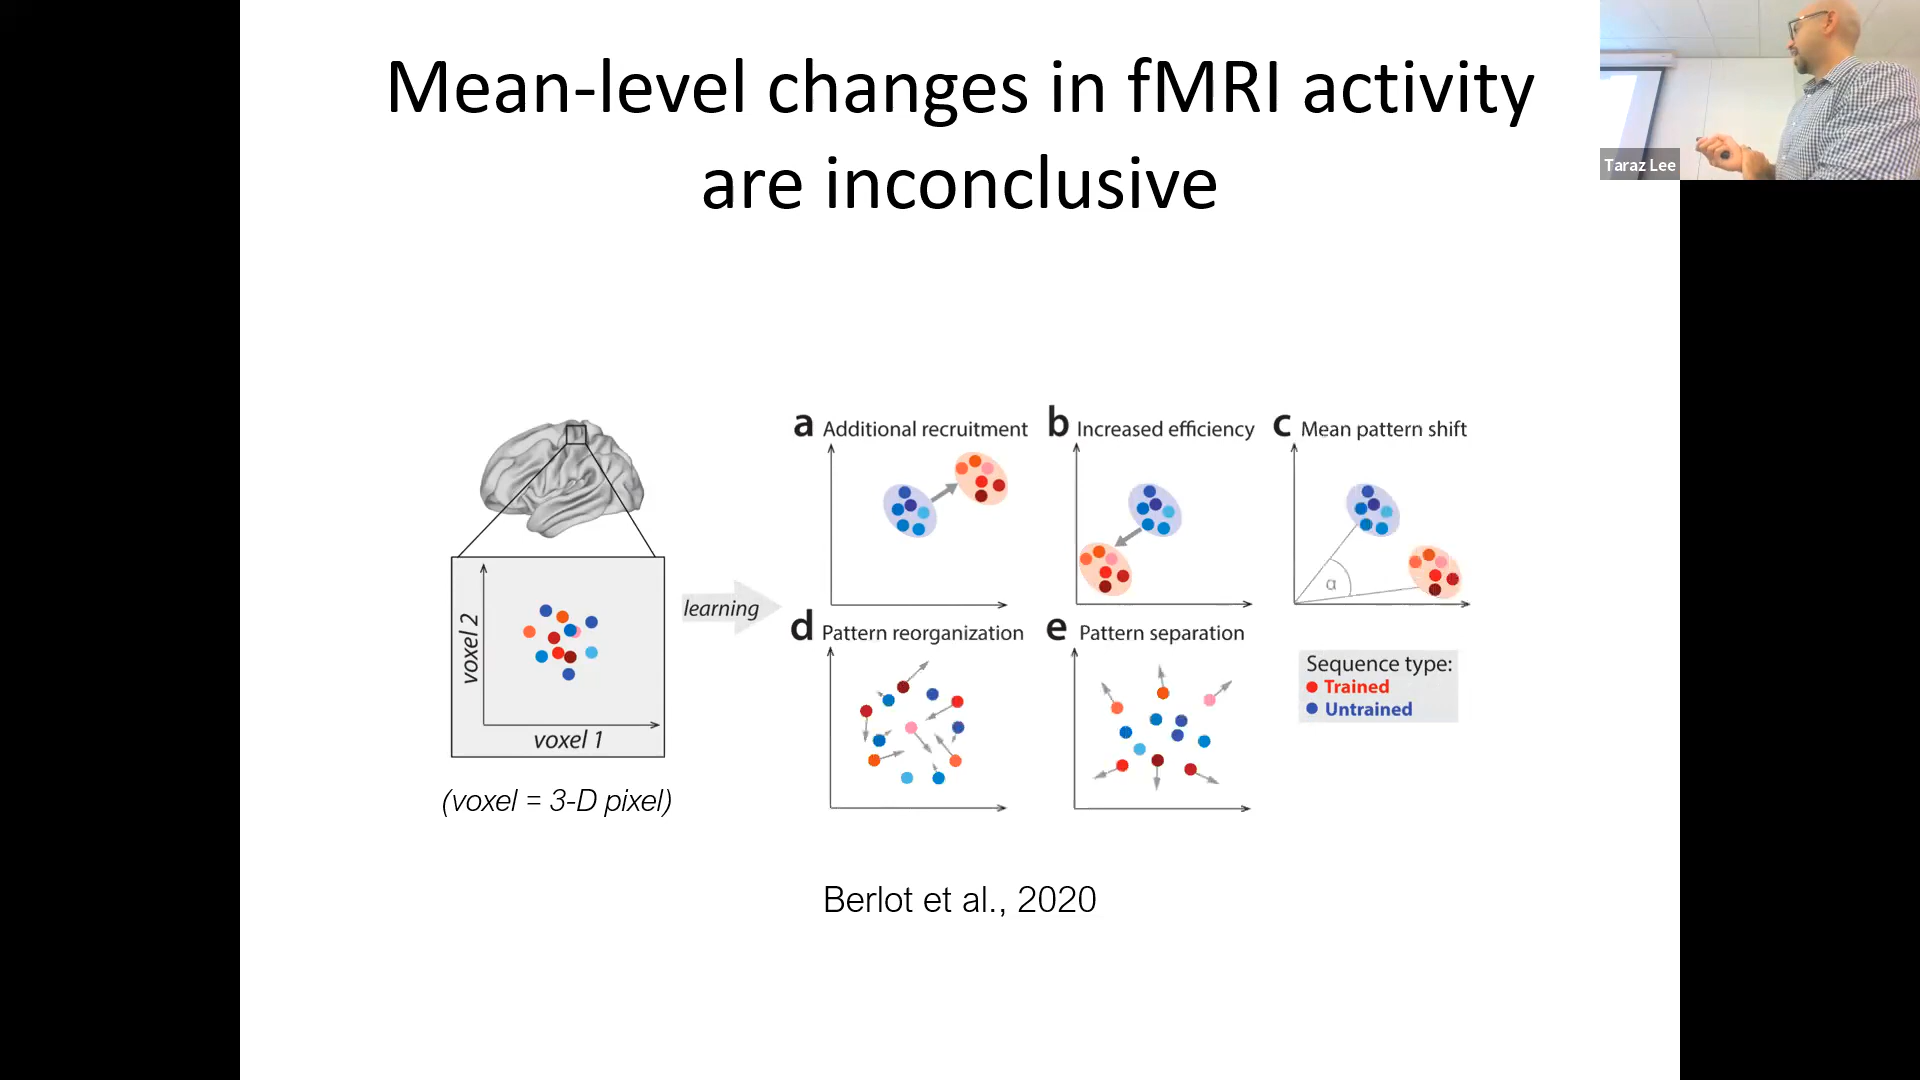 Mean-level changes in fMRI activity
are inconclusive
Taraz Lee
voxel 2
voxel 1
(voxel = 3-D pixel)
learning
a Additional recruitment
b Increased efficiency
c Mean pattern shift
α
d Pattern reorganization
e Pattern separation
Sequence type:
Trained
Untrained
Berlot et al., 2020